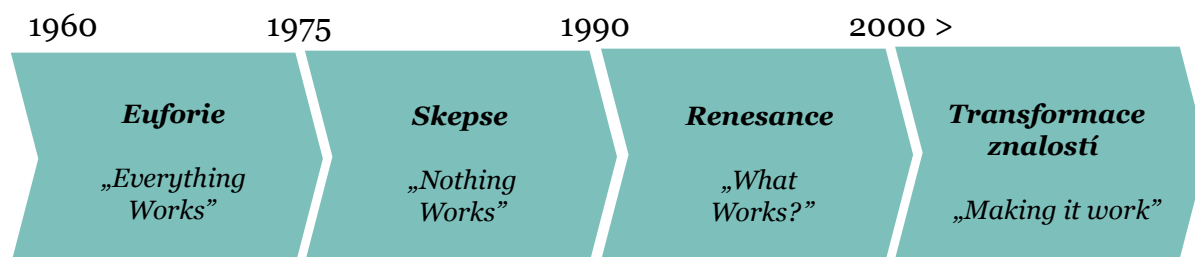 1960
1975
1990
2000 >
Euforie
„Everything
Works”
Skepse
„Nothing
Works”
Renesance
„What
Works?”
Transformace
znalostí
„Making it work”